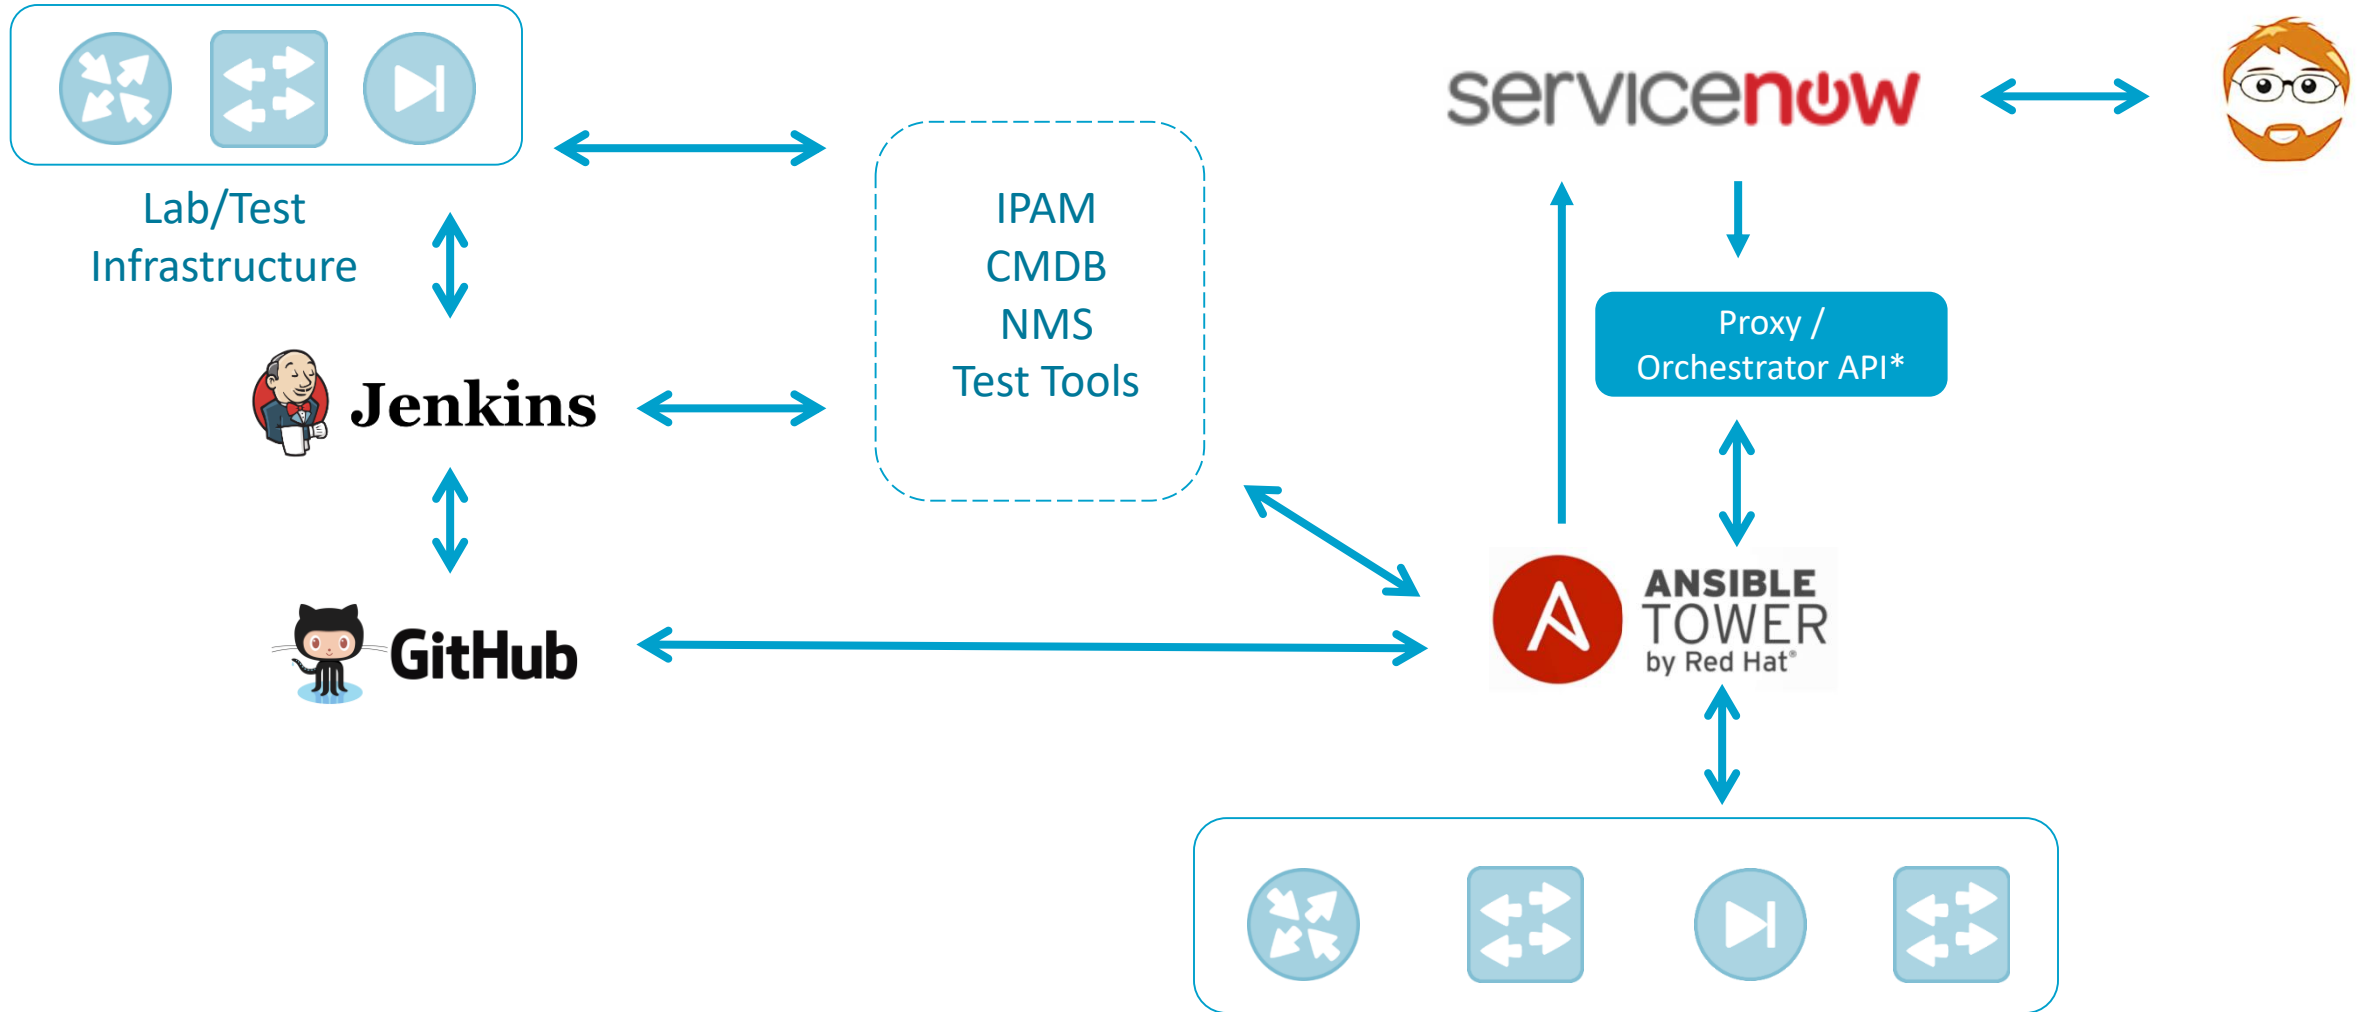 servicenow
Lab/Test
Infrastructure
IPAM
CMDB
NMS
Test Tools
Proxy /
Orchestrator API*
Jenkins
GitHub
ANSIBLE
TOWER
by Red Hat®